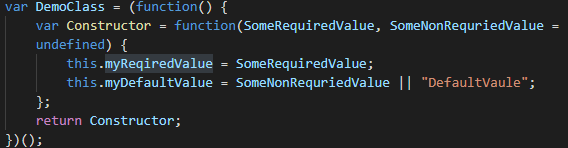 var DemoClass = (function() {
var Constructor = function(SomeRequiredValue, SomeNonRequriedValue =
undefined) {
this.myReqiredValue = SomeRequiredValue;
this.myDefaultValue = SomeNonRequriedValue || "DefaultVaule";
};
return Constructor;
})();